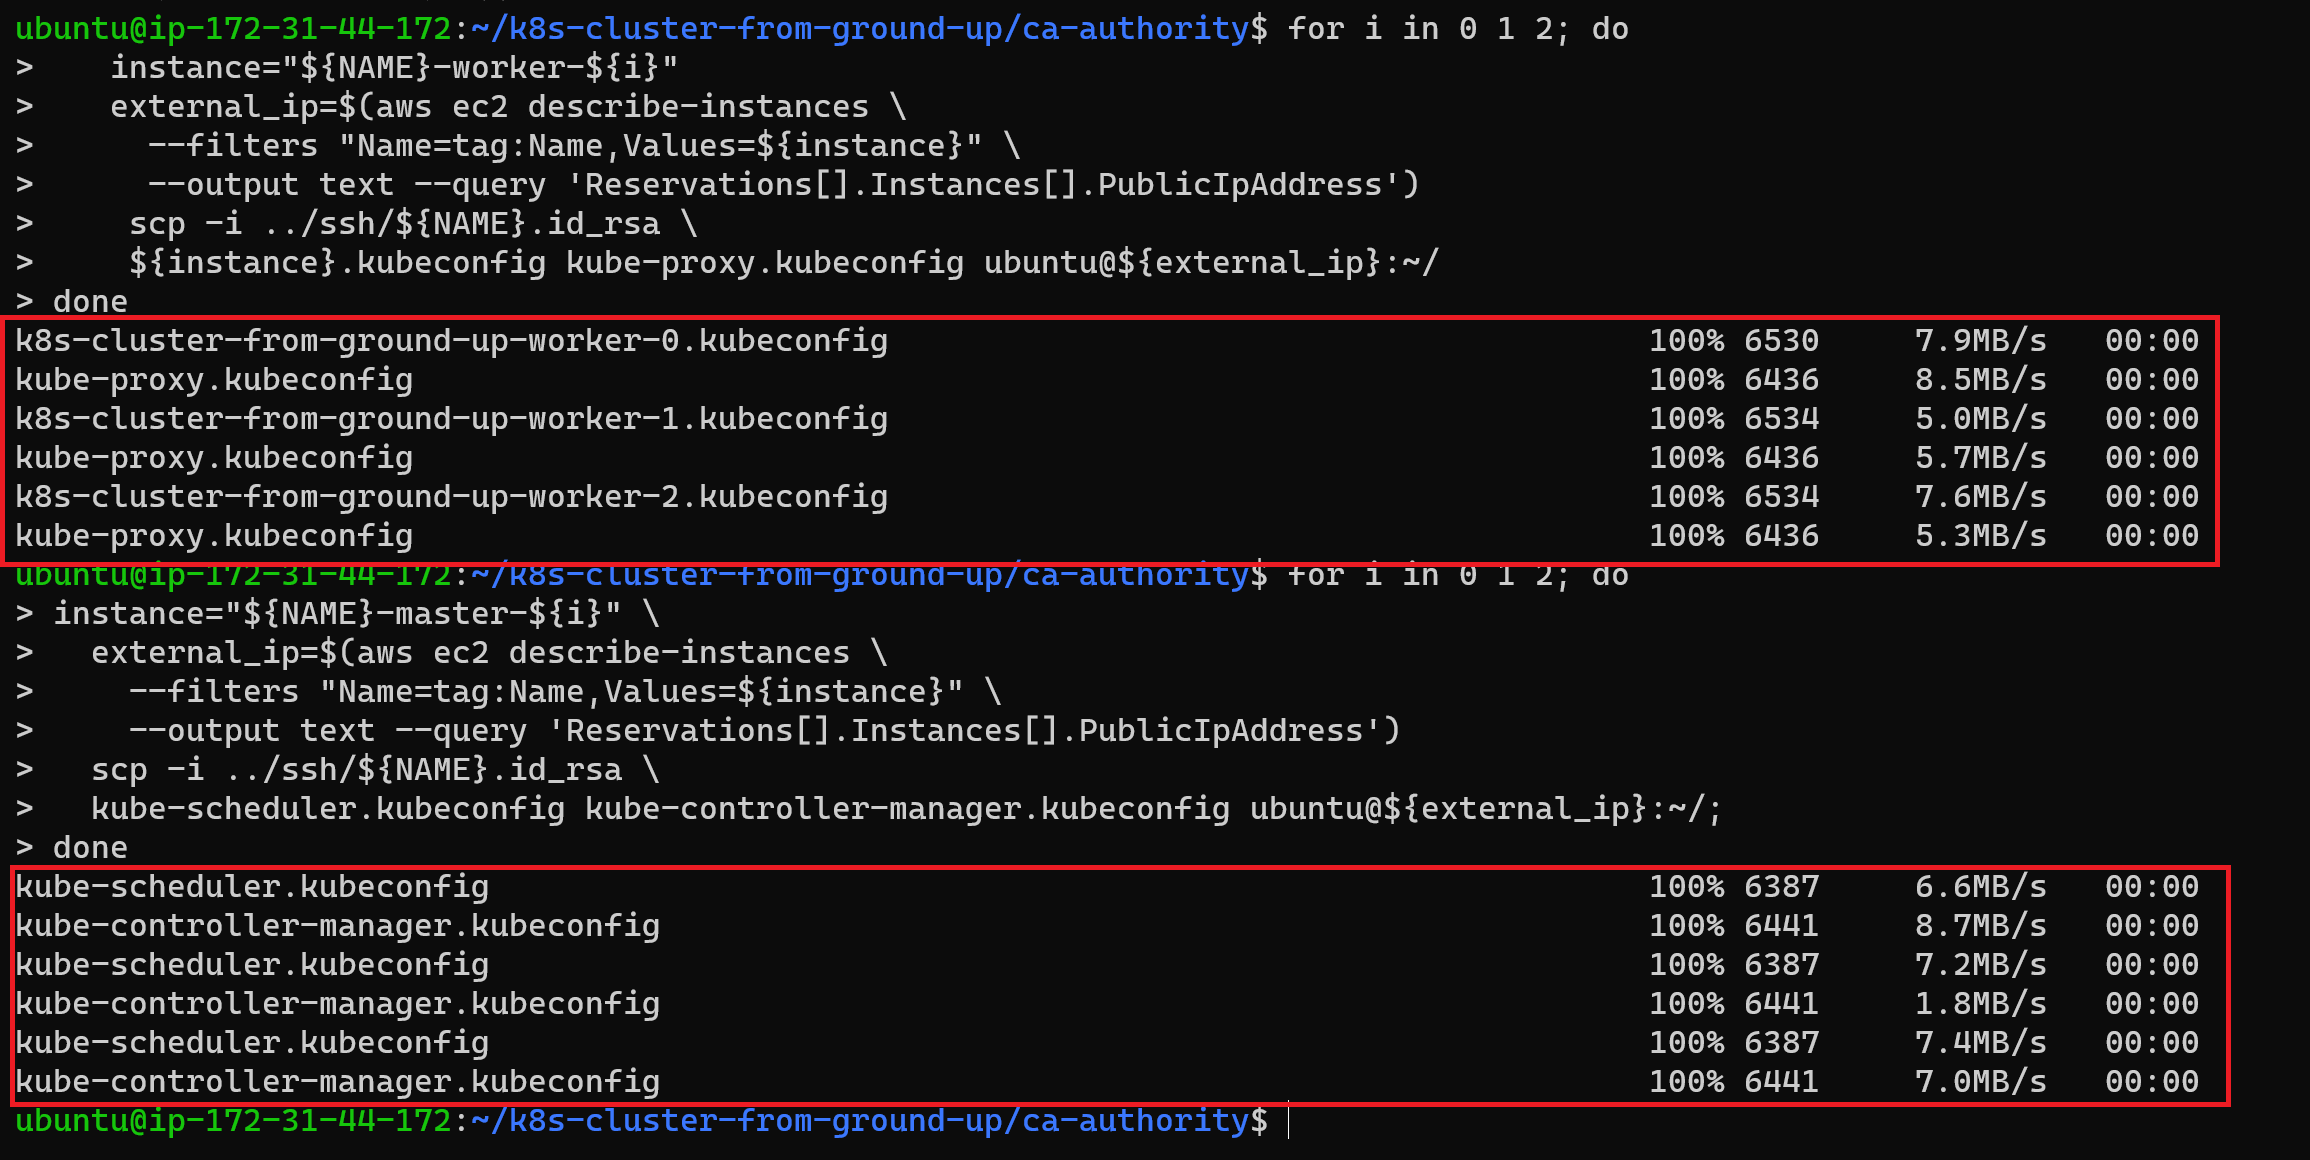 ubuntu@ip-172-31-44-172:~/k8s-cluster-from-ground-up/ca-authority$ for i in 0 1 2; do
>    instance="${NAME}-worker-${i}"
>    external_ip=$(aws ec2 describe-instances \
>      --filters "Name=tag:Name,Values=${instance}" \
>      --output text --query 'Reservations[].Instances[].PublicIpAddress')
>     scp -i ../ssh/${NAME}.id_rsa \
>     ${instance}.kubeconfig kube-proxy.kubeconfig ubuntu@${external_ip}:~/
> done
k8s-cluster-from-ground-up-worker-0.kubeconfig 100% 6530 7.9MB/s 00:00
kube-proxy.kubeconfig 100% 6436 8.5MB/s 00:00
k8s-cluster-from-ground-up-worker-1.kubeconfig 100% 6534 5.0MB/s 00:00
kube-proxy.kubeconfig 100% 6436 5.7MB/s 00:00
k8s-cluster-from-ground-up-worker-2.kubeconfig 100% 6534 7.6MB/s 00:00
kube-proxy.kubeconfig 100% 6436 5.3MB/s 00:00
ubuntu@ip-172-31-44-172:~/k8s-cluster-from-ground-up/ca-authority$ for i in 0 1 2; do
> instance="${NAME}-master-${i}" \
>   external_ip=$(aws ec2 describe-instances \
>     --filters "Name=tag:Name,Values=${instance}" \
>     --output text --query 'Reservations[].Instances[].PublicIpAddress')
>   scp -i ../ssh/${NAME}.id_rsa \
>   kube-scheduler.kubeconfig kube-controller-manager.kubeconfig ubuntu@${external_ip}:~/;
> done
kube-scheduler.kubeconfig 100% 6387 6.6MB/s 00:00
kube-controller-manager.kubeconfig 100% 6441 8.7MB/s 00:00
kube-scheduler.kubeconfig 100% 6387 7.2MB/s 00:00
kube-controller-manager.kubeconfig 100% 6441 1.8MB/s 00:00
kube-scheduler.kubeconfig 100% 6387 7.4MB/s 00:00
kube-controller-manager.kubeconfig 100% 6441 7.0MB/s 00:00
ubuntu@ip-172-31-44-172:~/k8s-cluster-from-ground-up/ca-authority$